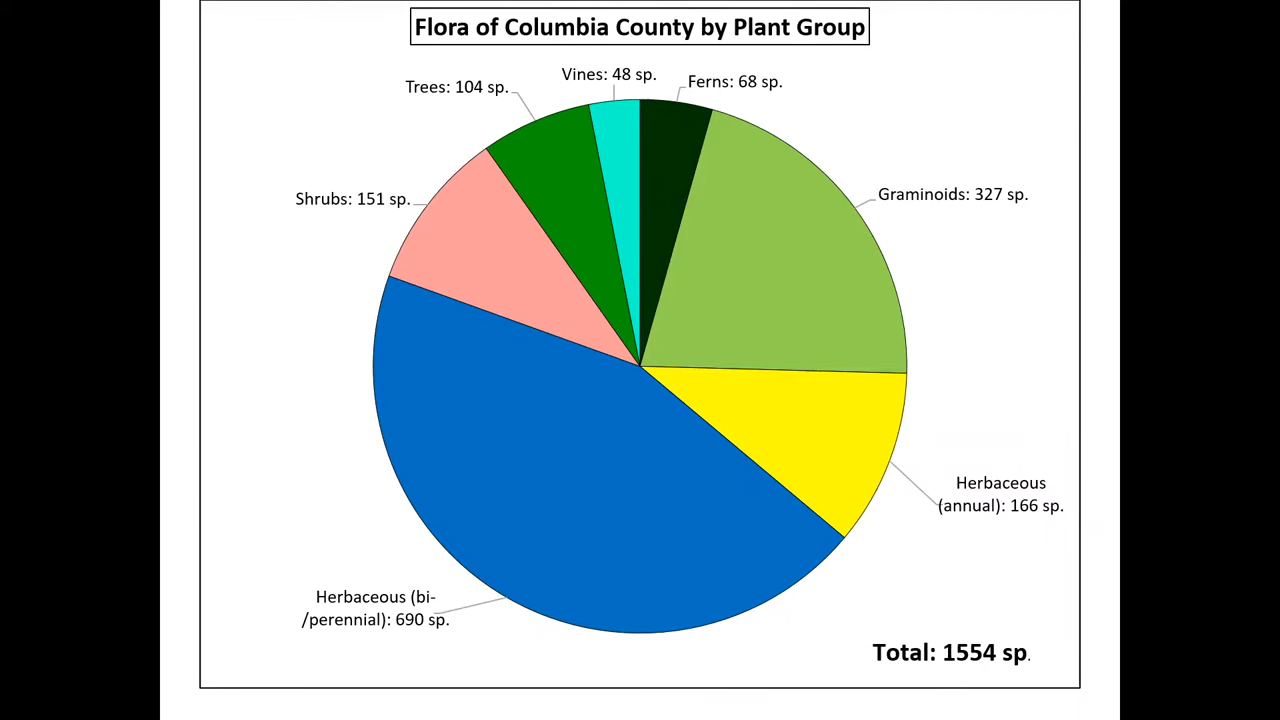 Flora of Columbia County by Plant Group
Vines: 48 sp.
Ferns: 68 sp.
Trees: 104 sp.
Graminoids: 327 sp.
Shrubs: 151 sp.
Herbaceous
(annual): 166 sp.
Herbaceous (bi-
/perennial): 690 sp.
Total: 1554 sp.